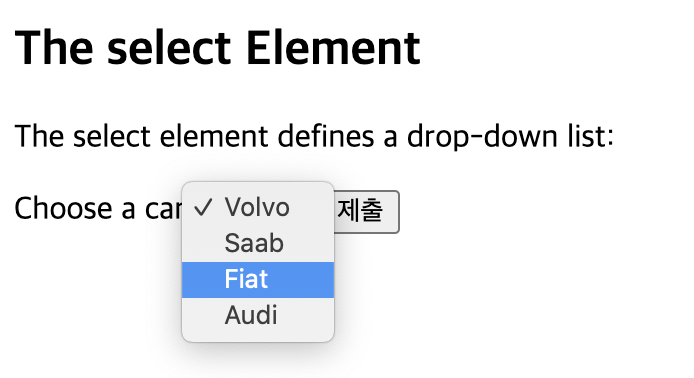 The select Element
The select element defines a drop-down list:
Choose a car
✓ Volvo
제출
Saab
Fiat
Audi